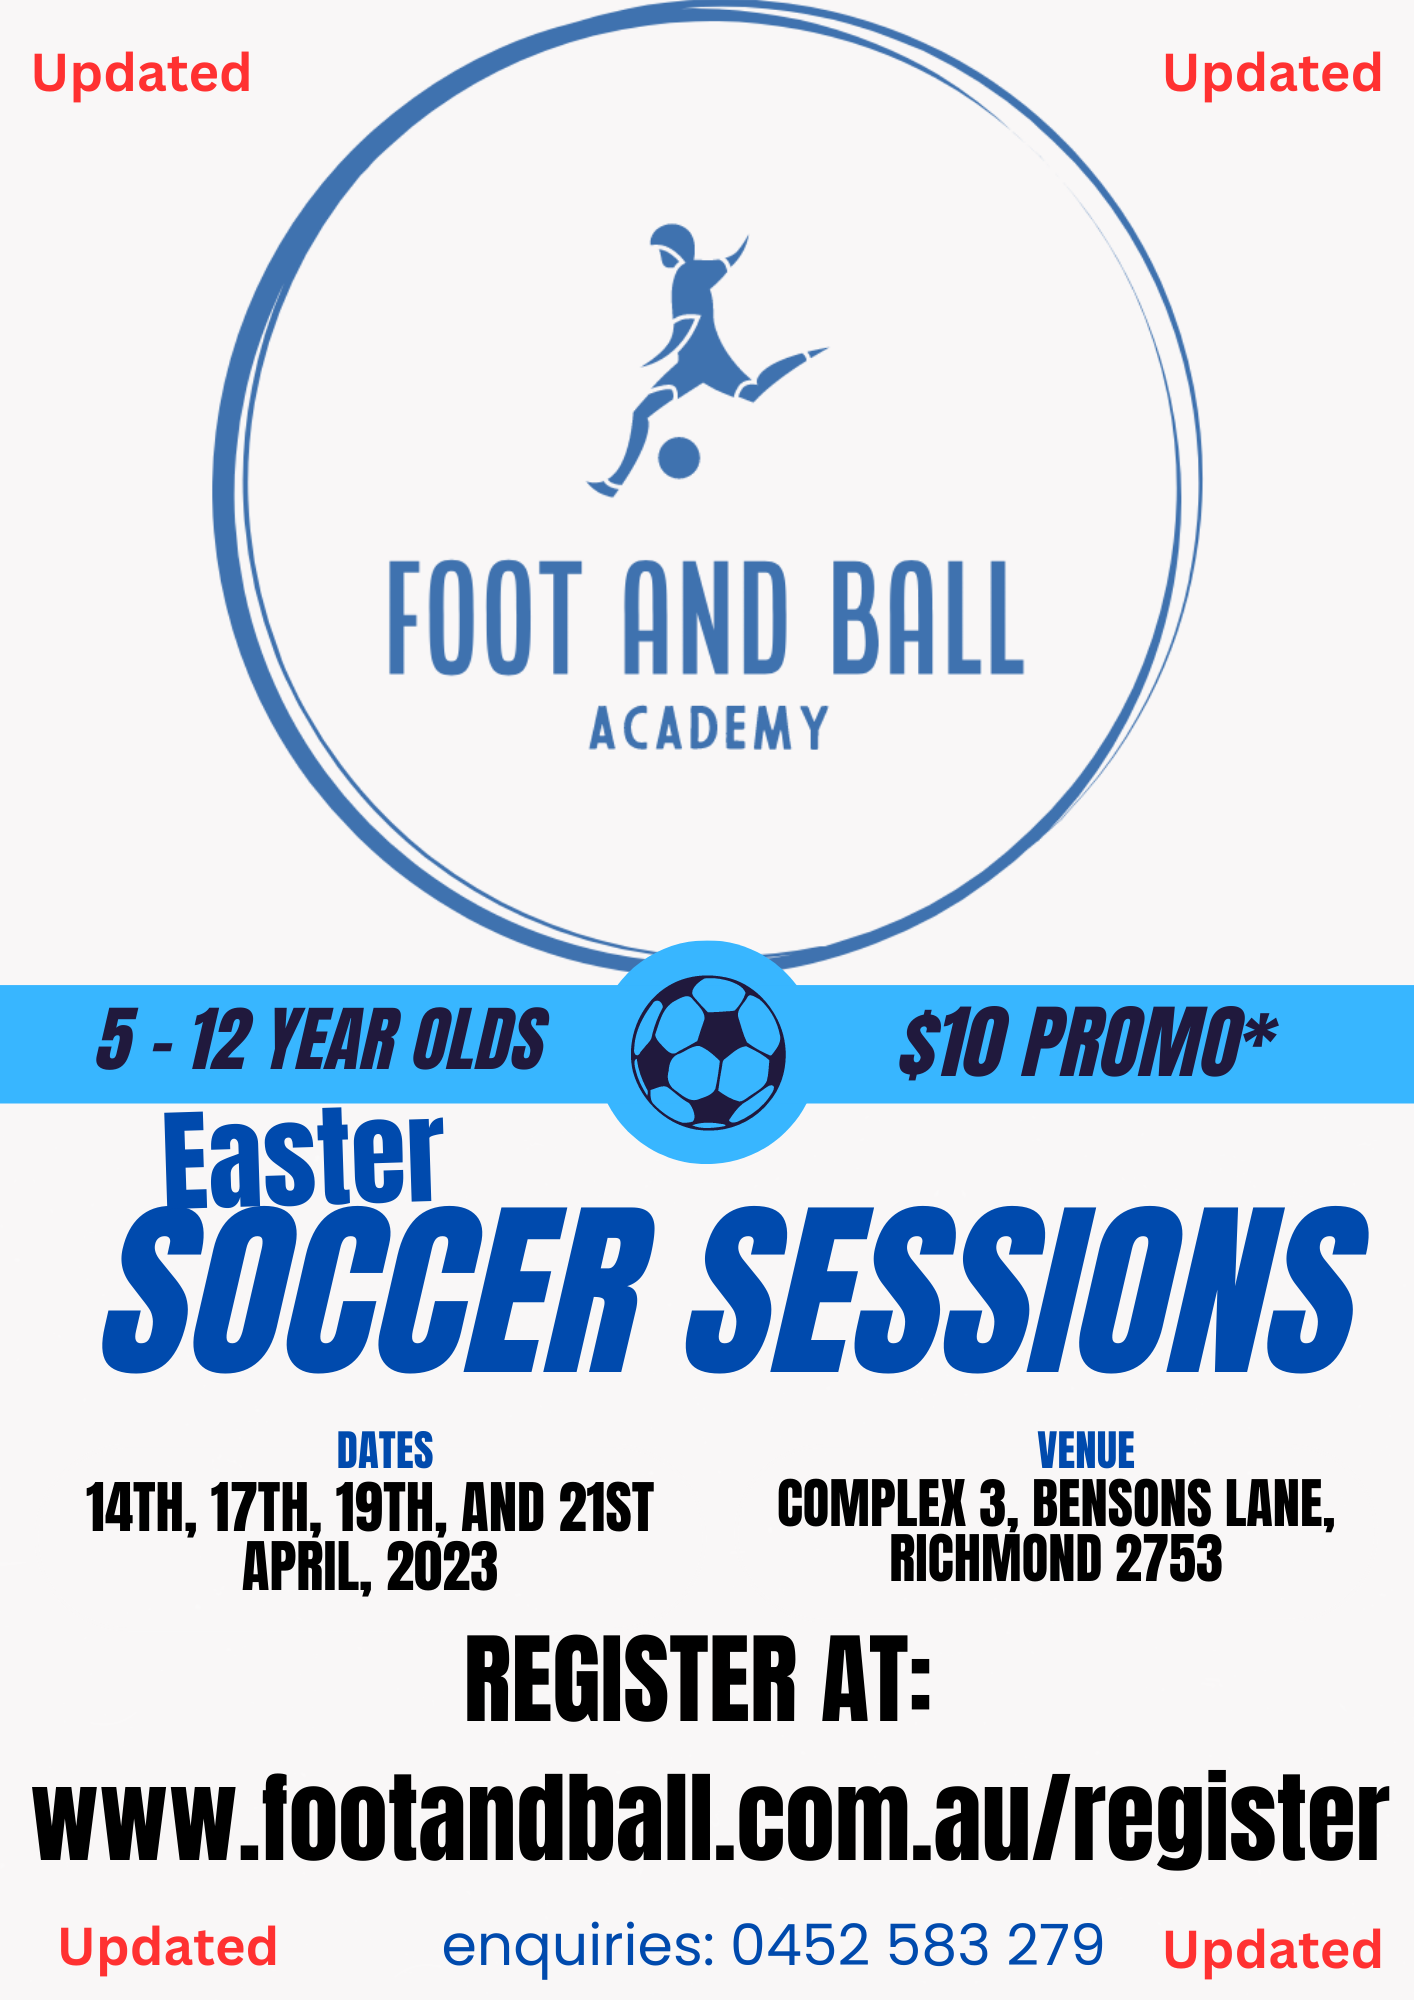 Updated
Updated
FOOT AND BALL
ACADEMY
5 - 12 YEAR OLDS
$10 PROMO*
Easter
SOCCER SESSIONS
DATES
14TH, 17TH, 19TH, AND 21ST
APRIL, 2023
VENUE
COMPLEX 3, BENSONS LANE,
RICHMOND 2753
REGISTER AT:
www.footandball.com.au/register
Updated
enquiries: 0452 583 279
Updated